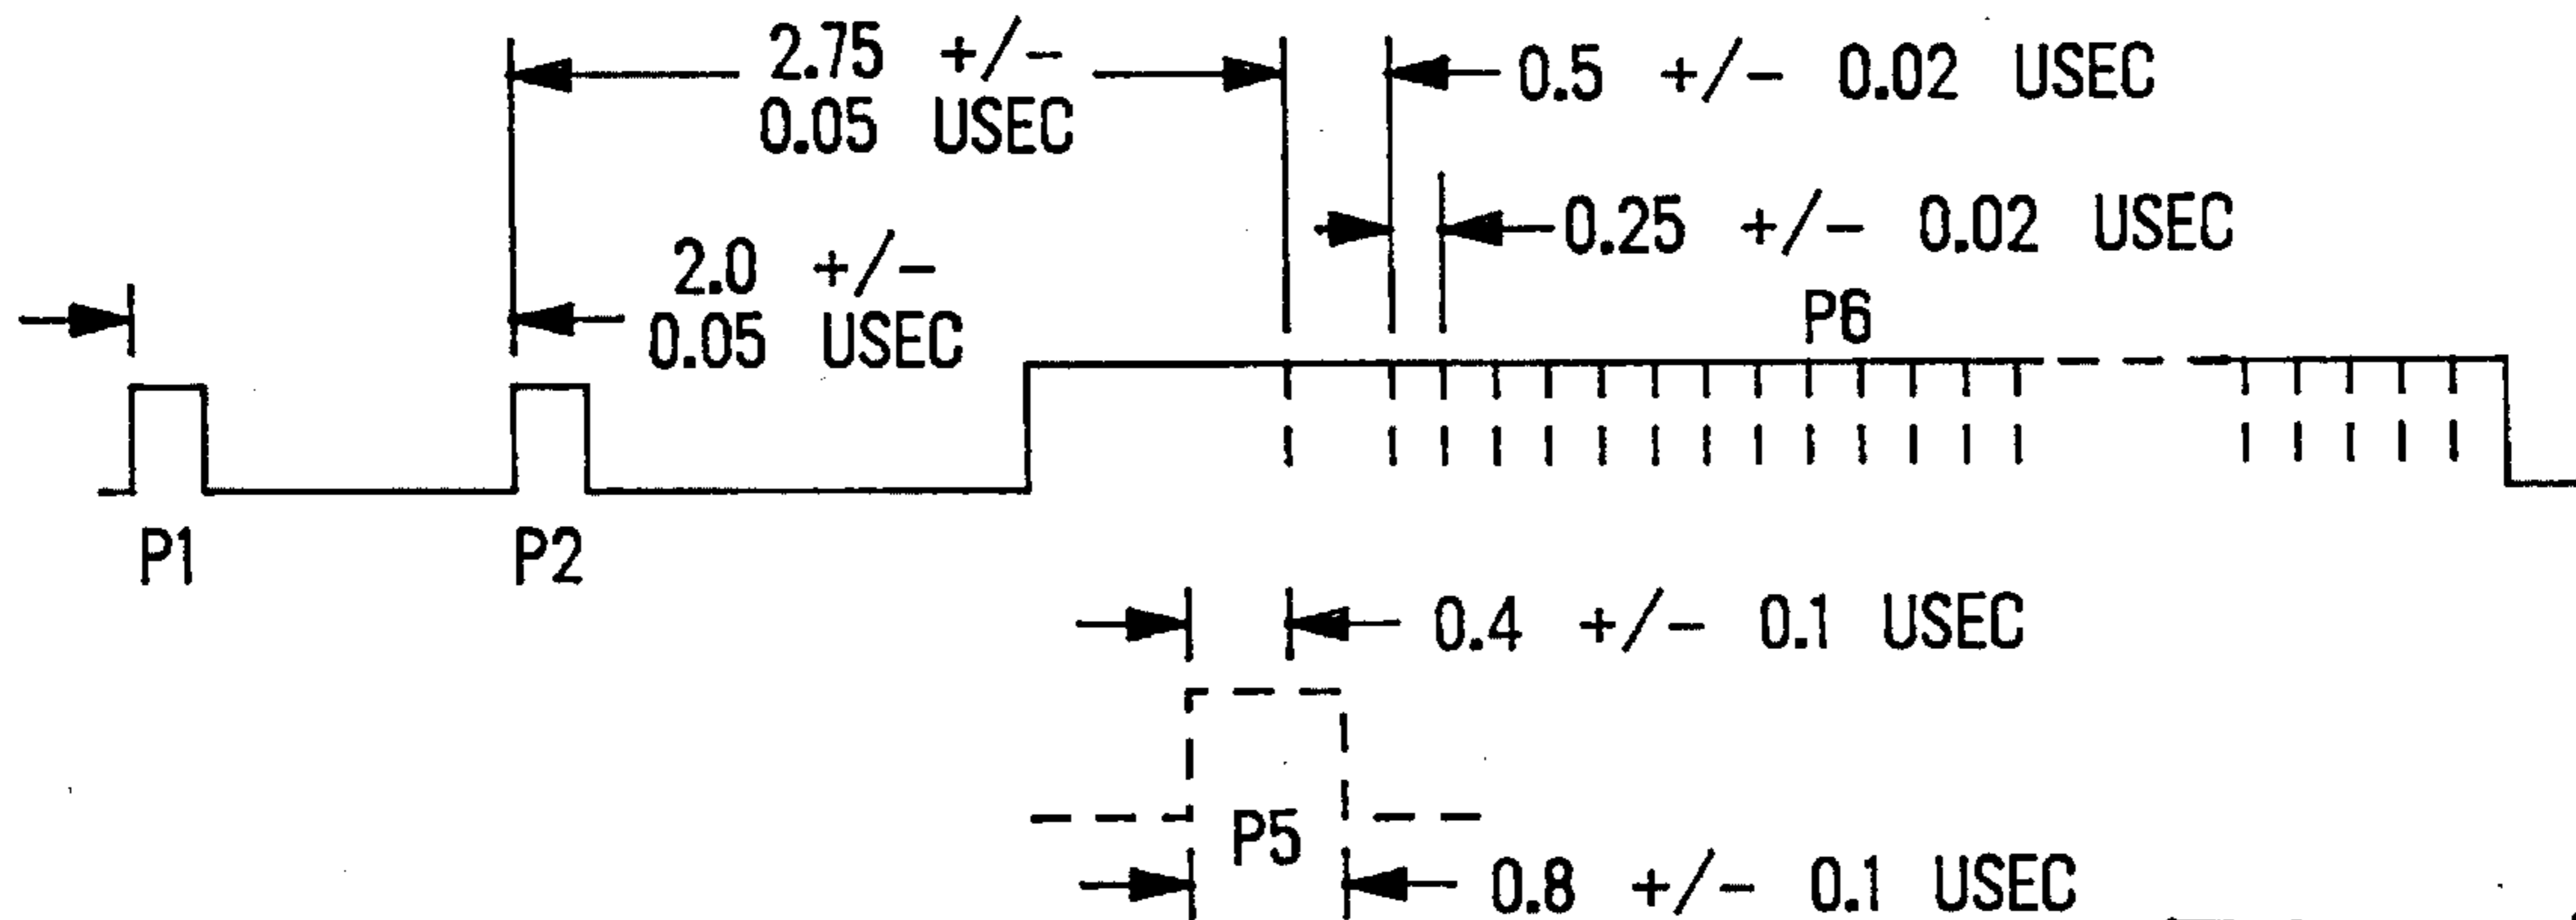 2.75 +/-
0.05 USEC
0.5 +/- 0.02 USEC
0.25 +/- 0.02 USEC
2.0 +/-
0.05 USEC
P6
P1
P2
0.4 +/- 0.1 USEC
P5
0.8 +/- 0.1 USEC